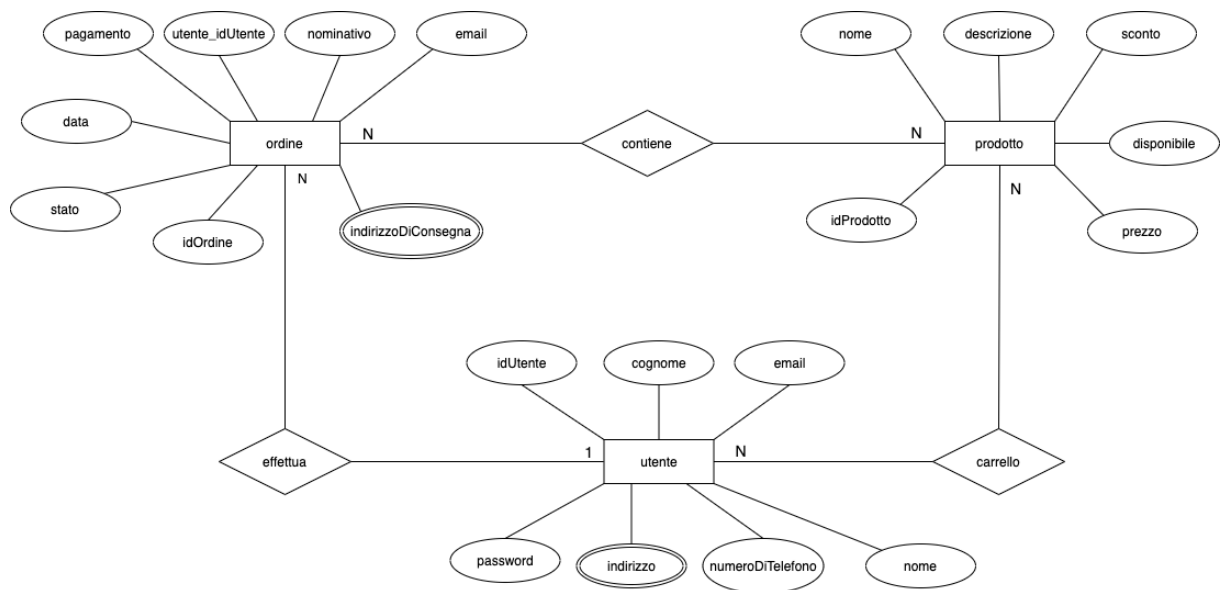 pagamento
utente_idUtente
nominativo
email
nome
descrizione
sconto
data
ordine
N
contiene
N
prodotto
disponibile
stato
N
idOrdine
indirizzoDiConsegna
idProdotto
N
prezzo
idUtente
cognome
email
effettua
1
utente
N
carrello
password
indirizzo
numeroDiTelefono
nome